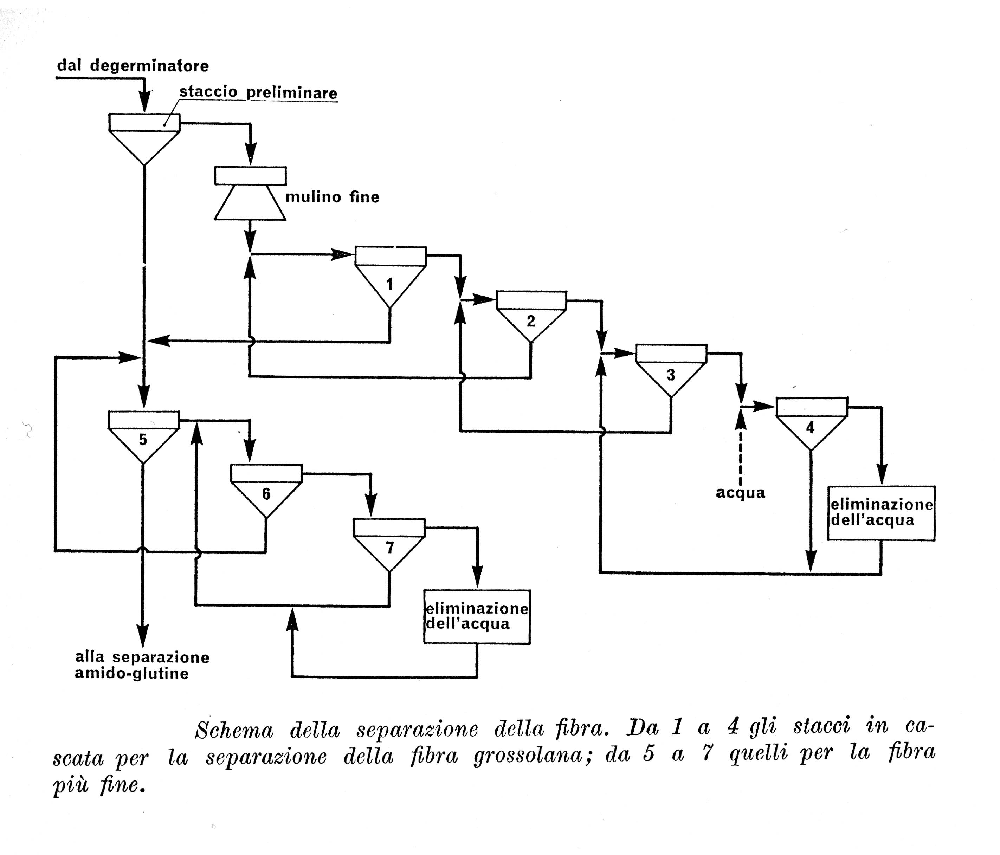 dal degerminatore
staccio preliminare
mulino fine
1
2
3
4
5
6
7
acqua
eliminazione
dell'acqua
eliminazione
dell'acqua
alla separazione
amido-glutine
Schema della separazione della fibra. Da 1 a 4 gli stacci in ca-
scata per la separazione della fibra grossolana; da 5 a 7 quelli per la fibra
più fine.